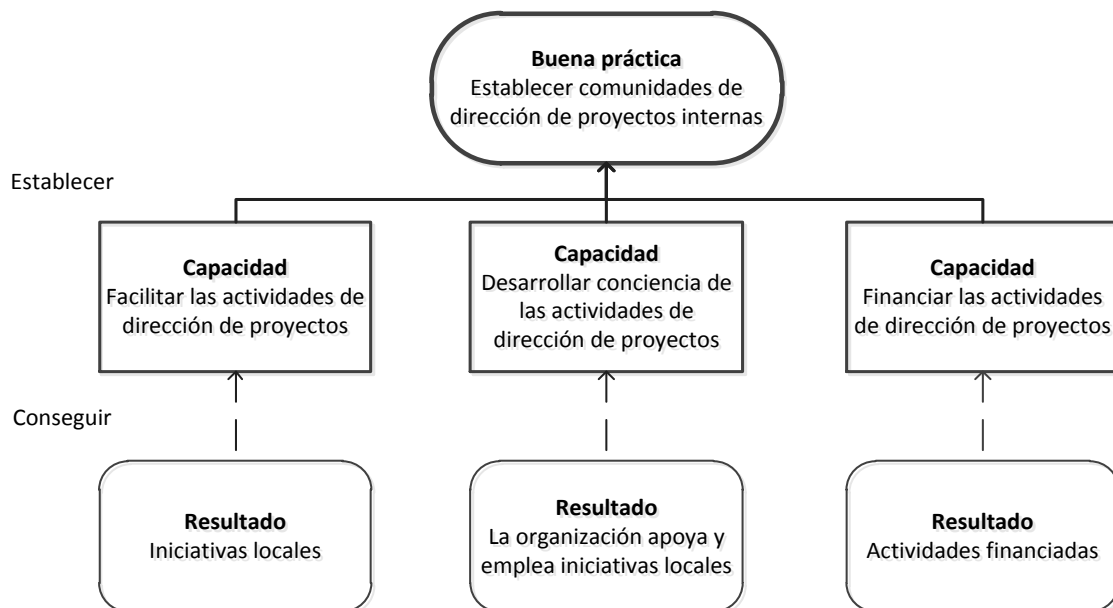 Buena práctica
Establecer comunidades de
dirección de proyectos internas
Establecer
Capacidad
Facilitar las actividades de
dirección de proyectos
Capacidad
Desarrollar conciencia de
las actividades de
dirección de proyectos
Capacidad
Financiar las actividades
de dirección de proyectos
Conseguir
Resultado
Iniciativas locales
Resultado
La organización apoya y
emplea iniciativas locales
Resultado
Actividades financiadas